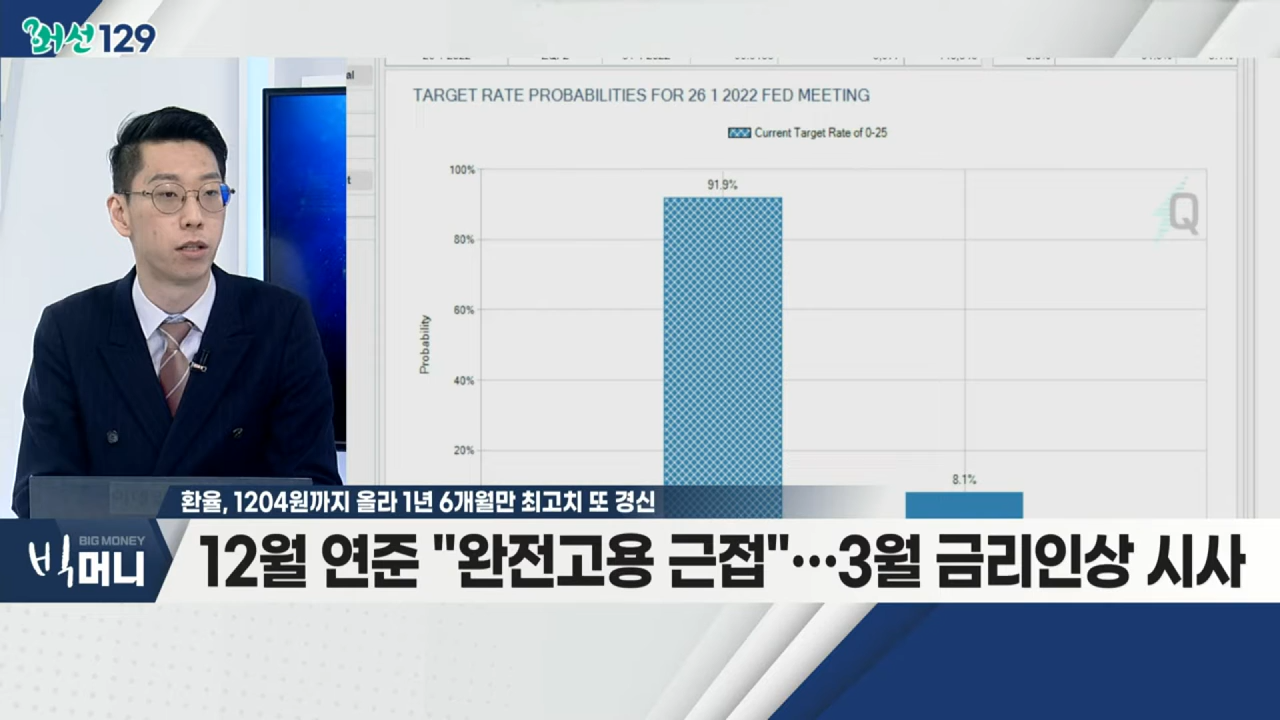 머선129
TARGET RATE PROBABILITIES FOR 26 1 2022 FED MEETING
Current Target Rate of 0-25
100%
91.9%
Q
80%
60%
Probability
40%
20%
8.1%
환율, 1204원까지 올라 1년 6개월만 최고치 또 경신
BIG MONEY
빅머니
12월 연준 "완전고용 근접"…3월 금리인상 시사